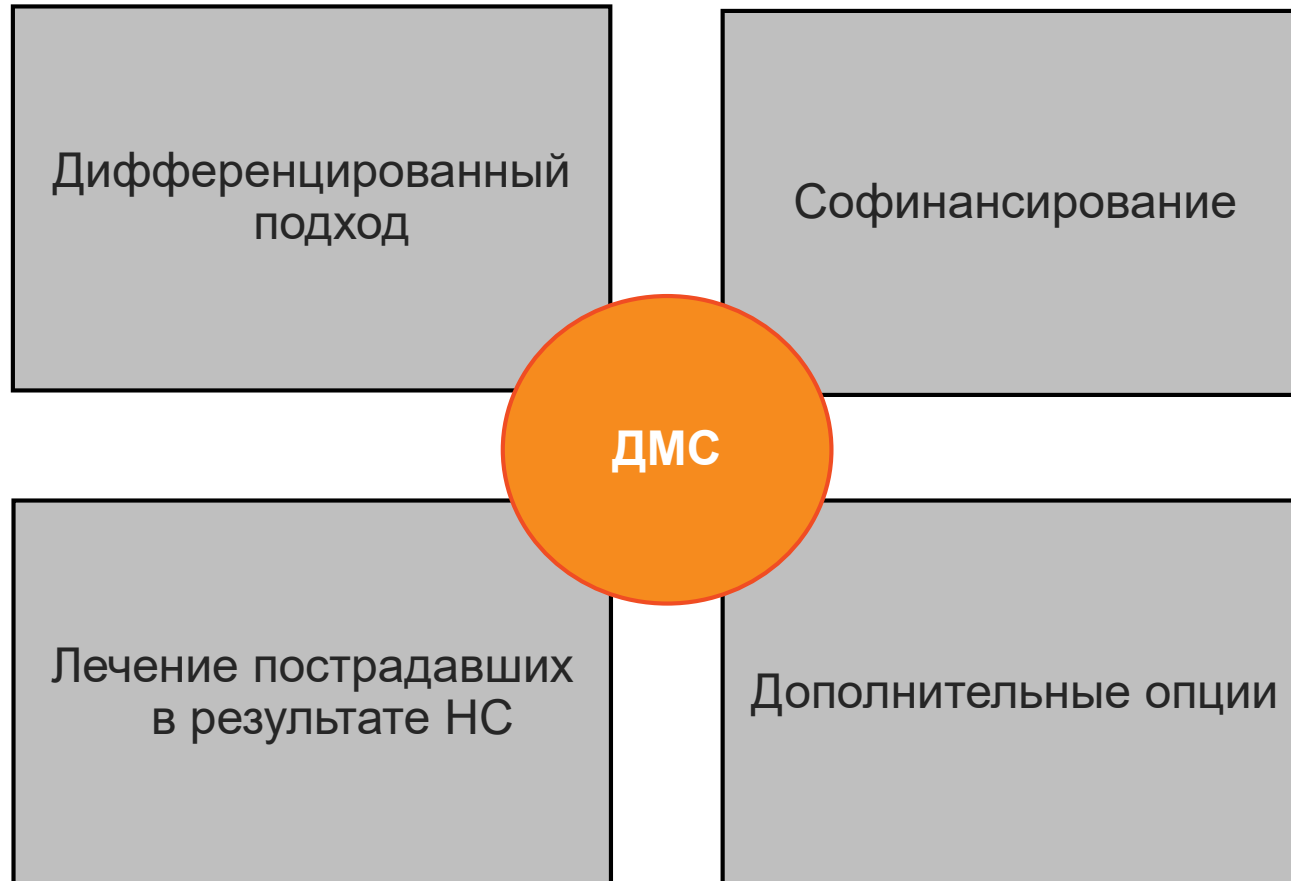 Дифференцированный
подход
Софинансирование
ДМС
Лечение пострадавших
в результате НС
Дополнительные опции